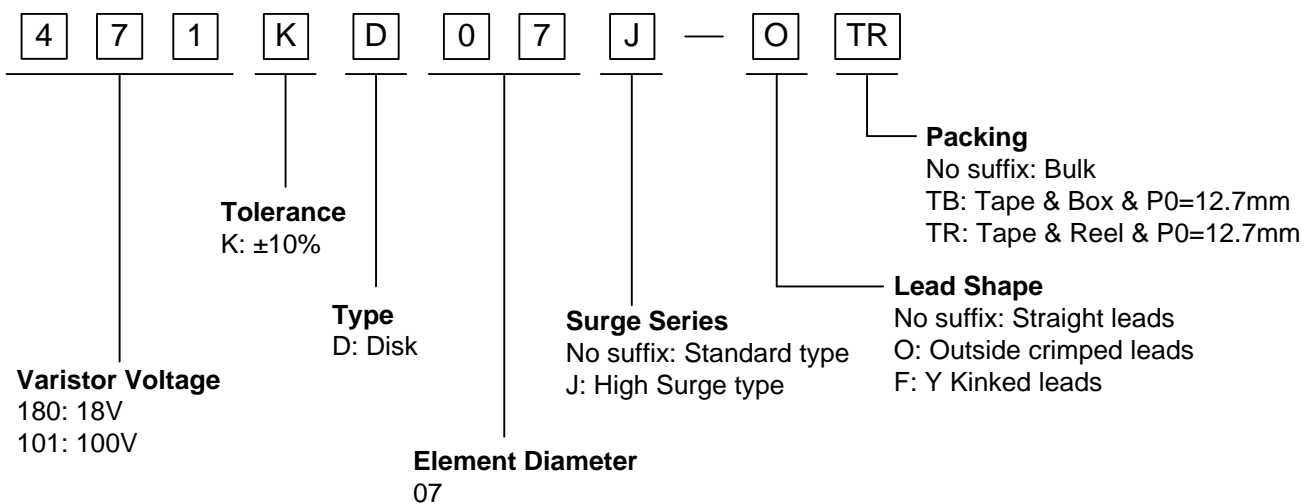 4 7 1 K D 0 7 J — O TR
Packing
No suffix: Bulk
TB: Tape & Box & P0=12.7mm
TR: Tape & Reel & P0=12.7mm
Tolerance
K: ±10%
Lead Shape
No suffix: Straight leads
O: Outside crimped leads
F: Y Kinked leads
Type
D: Disk
Surge Series
No suffix: Standard type
J: High Surge type
Varistor Voltage
180: 18V
101: 100V
Element Diameter
07